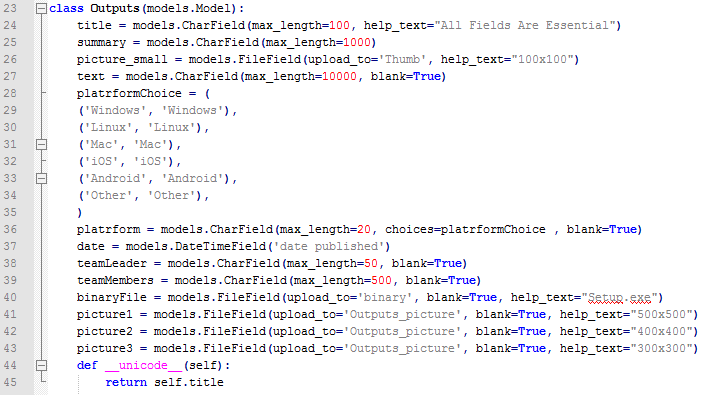 23 class Outputs(models.Model):
24 title = models.CharField(max_length=100, help_text="All Fields Are Essential")
25 summary = models.CharField(max_length=1000)
26 picture_small = models.FileField(upload_to='Thumb', help_text="100x100")
27 text = models.CharField(max_length=10000, blank=True)
28 platrformChoice = (
29 ('Windows', 'Windows'),
30 ('Linux', 'Linux'),
31 ('Mac', 'Mac'),
32 ('iOS', 'iOS'),
33 ('Android', 'Android'),
34 ('Other', 'Other'),
35 )
36 platrform = models.CharField(max_length=20, choices=platrformChoice , blank=True)
37 date = models.DateTimeField('date published')
38 teamLeader = models.CharField(max_length=50, blank=True)
39 teamMembers = models.CharField(max_length=500, blank=True)
40 binaryFile = models.FileField(upload_to='binary', blank=True, help_text="Setup.exe")
41 picture1 = models.FileField(upload_to='Outputs_picture', blank=True, help_text="500x500")
42 picture2 = models.FileField(upload_to='Outputs_picture', blank=True, help_text="400x400")
43 picture3 = models.FileField(upload_to='Outputs_picture', blank=True, help_text="300x300")
44 def __unicode__(self):
45 return self.title